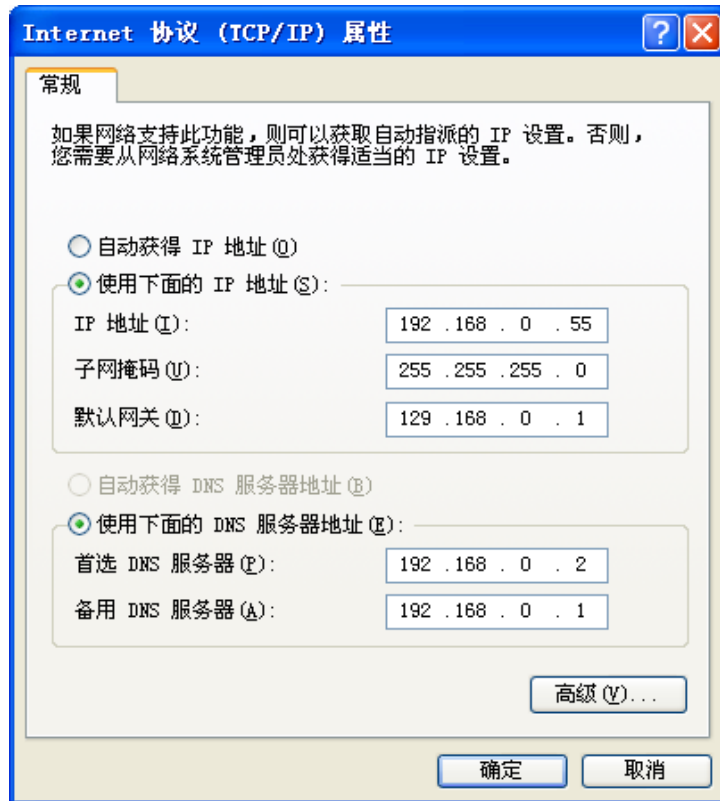 Internet 协议 (TCP/IP) 属性
常规
如果网络支持此功能，则可以获取自动指派的 IP 设置。否则，
您需要从网络系统管理员处获得适当的 IP 设置。
自动获得 IP 地址(O)
使用下面的 IP 地址(S):
IP 地址(I): 192 .168 . 0 . 55
子网掩码(U): 255 .255 .255 . 0
默认网关(D): 129 .168 . 0 . 1
自动获得 DNS 服务器地址(B)
使用下面的 DNS 服务器地址(E):
首选 DNS 服务器(P): 192 .168 . 0 . 2
备用 DNS 服务器(A): 192 .168 . 0 . 1
高级(V)...
确定 取消